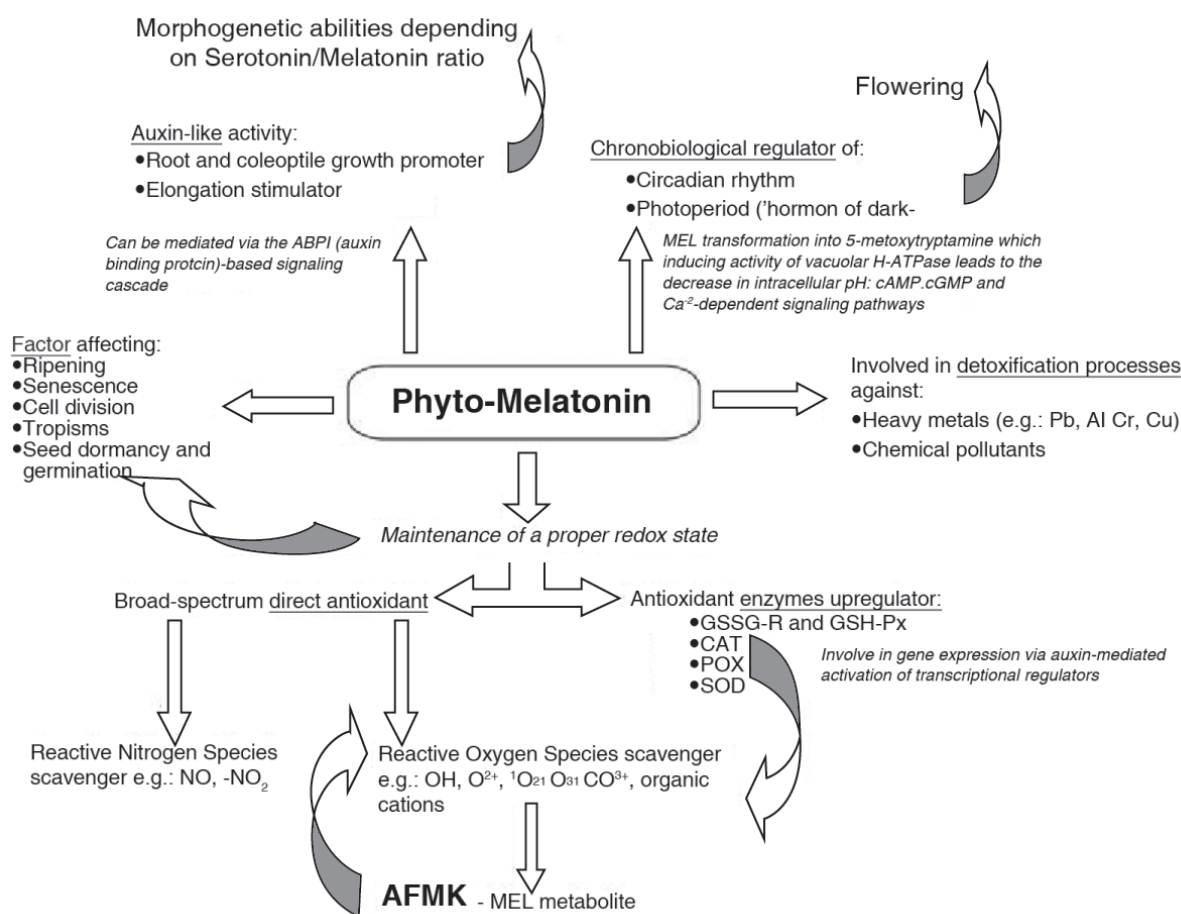 Morphogenetic abilities depending
on Serotonin/Melatonin ratio
Flowering
Auxin-like activity:
•Root and coleoptile growth promoter
•Elongation stimulator
Chronobiological regulator of:
•Circadian rhythm
•Photoperiod ('hormon of dark-
Can be mediated via the ABPI (auxin
binding protcin)-based signaling
cascade
MEL transformation into 5-metoxytryptamine which
inducing activity of vacuolar H-ATPase leads to the
decrease in intracellular pH: cAMP.cGMP and
Ca⁻²-dependent signaling pathways
Factor affecting:
•Ripening
•Senescence
•Cell division
•Tropisms
•Seed dormancy and
germination
Phyto-Melatonin
Involved in detoxification processes
against:
•Heavy metals (e.g.: Pb, Al Cr, Cu)
•Chemical pollutants
Maintenance of a proper redox state
Broad-spectrum direct antioxidant
Antioxidant enzymes upregulator:
•GSSG-R and GSH-Px
•CAT
•POX
•SOD
Involve in gene expression via auxin-mediated
activation of transcriptional regulators
Reactive Nitrogen Species
scavenger e.g.: NO, -NO₂
Reactive Oxygen Species scavenger
e.g.: OH, O²⁺, ¹O₂₁ O₃₁ CO³⁺, organic
cations
AFMK - MEL metabolite